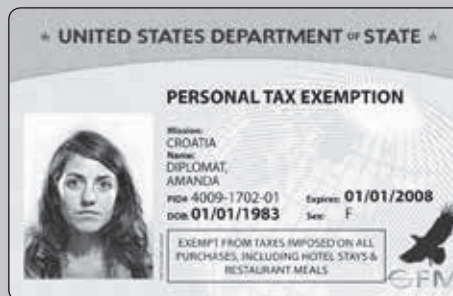 UNITED STATES DEPARTMENT OF STATE
PERSONAL TAX EXEMPTION
Mission:
CROATIA
Name:
DIPLOMAT,
AMANDA
PID# 4009-1702-01 Expires: 01/01/2008
DOB: 01/01/1983 Sex: F
EXEMPT FROM TAXES IMPOSED ON ALL
PURCHASES, INCLUDING HOTEL STAYS &
RESTAURANT MEALS
OFM